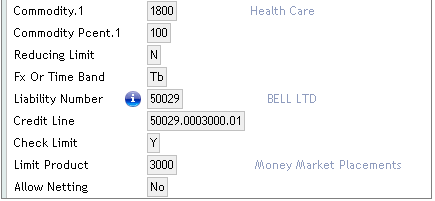 Commodity.1 1800 Health Care
Commodity Pcent.1 100
Reducing Limit N
Fx Or Time Band Tb
Liability Number 50029 BELL LTD
Credit Line 50029.0003000.01
Check Limit Y
Limit Product 3000 Money Market Placements
Allow Netting No